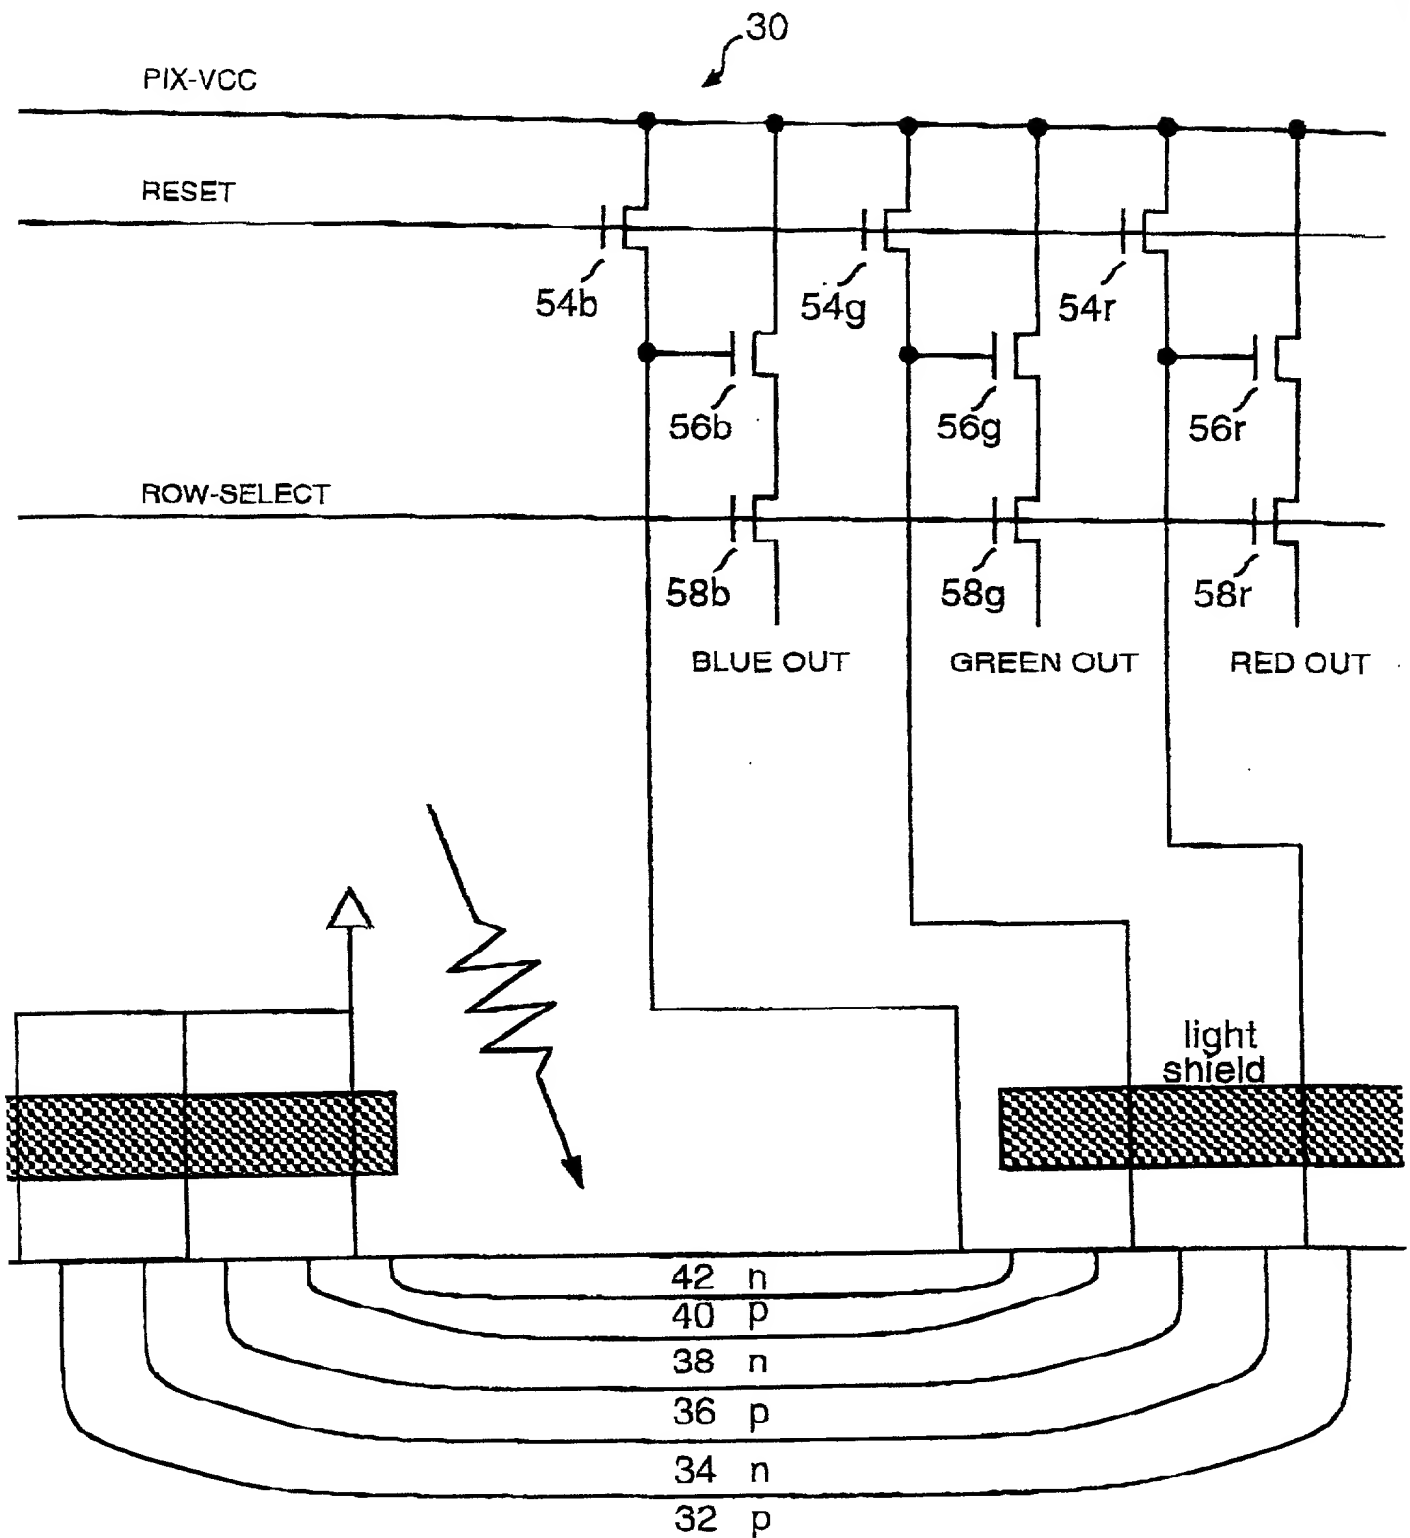 30
PIX-VCC
RESET
54b
54g
54r
56b
56g
56r
ROW-SELECT
58b
58g
58r
BLUE OUT
GREEN OUT
RED OUT
light
shield
42 n
40 p
38 n
36 p
34 n
32 p